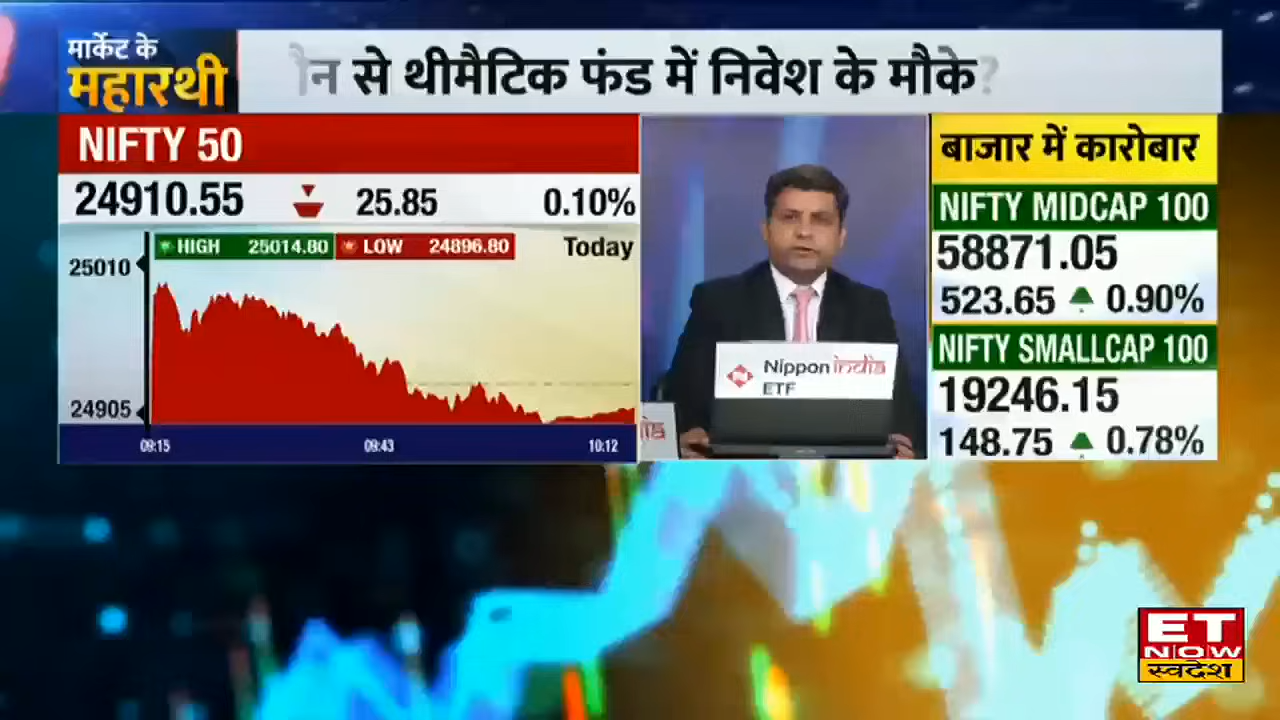 मार्केट के
महारथी
से थीमैटिक फंड में निवेश के मौके?
NIFTY 50
24910.55 25.85 0.10%
HIGH 25014.80 LOW 24896.80 Today
25010
24905
09:15 09:43 10:12
Nippon india
ETF
बाजार में कारोबार
NIFTY MIDCAP 100
58871.05
523.65 0.90%
NIFTY SMALLCAP 100
19246.15
148.75 0.78%
ET
NOW
स्वदेश